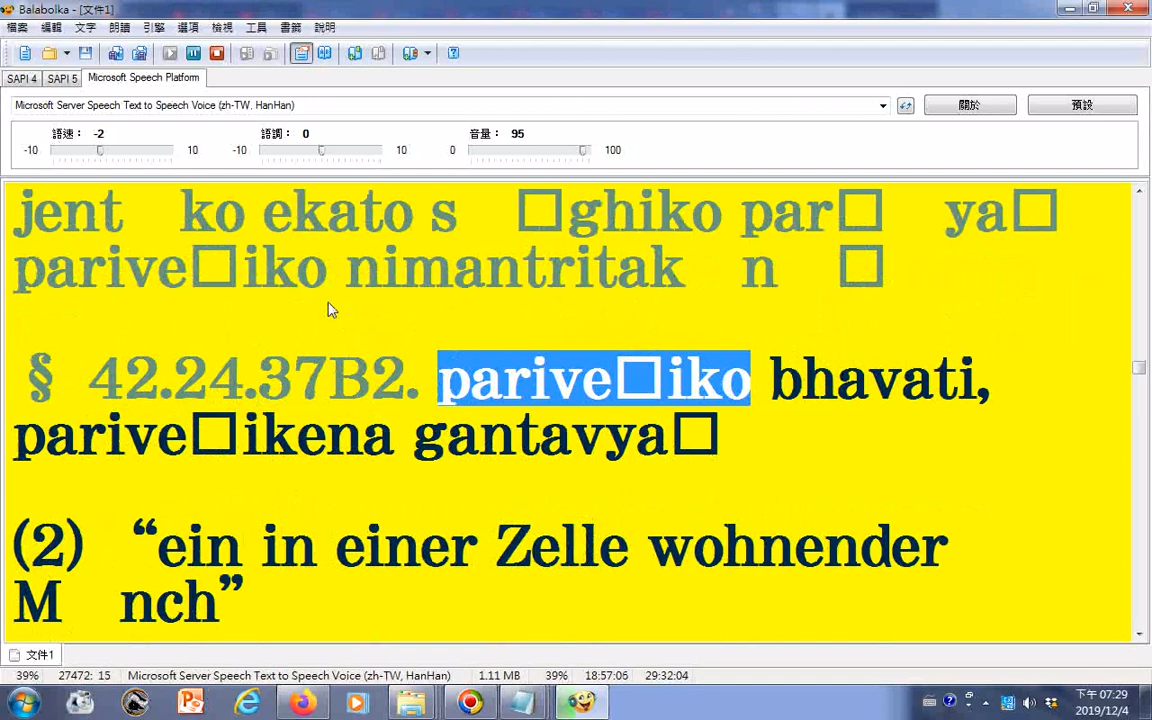 Balabolka - [文件1]
檔案 編輯 文字 朗讀 引擎 選項 檢視 工具 書籤 說明
SAPI 4 SAPI 5 Microsoft Speech Platform
Microsoft Server Speech Text to Speech Voice (zh-TW, HanHan) 關於 預設
語速： -2 語調： 0 音量： 95
-10 10 -10 10 0 100
jent ko ekato s □ghiko par□ ya□
parive□iko nimantritak n □
§ 42.24.37B2. parive□iko bhavati,
parive□ikena gantavya□
(2) “ein in einer Zelle wohnender
M nch”
文件1
39% 27472: 15 Microsoft Server Speech Text to Speech Voice (zh-TW, HanHan) 1.11 MB 39% 18:57:06 29:32:04
下午 07:29
2019/12/4